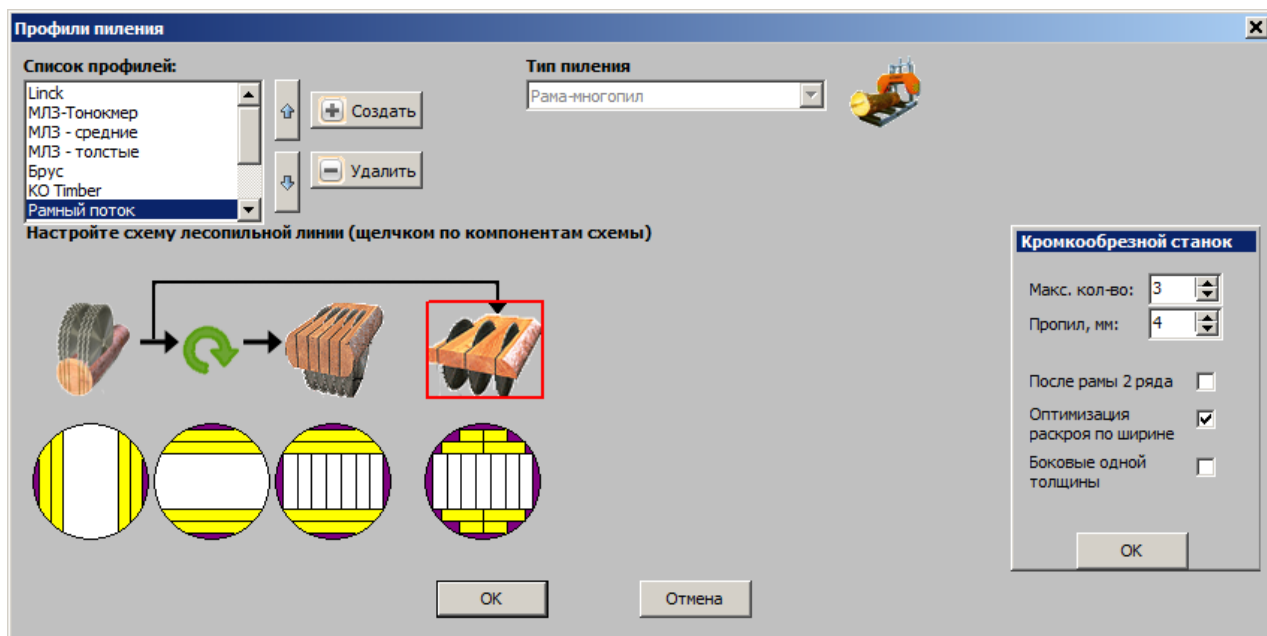 Профили пиления
Список профилей:
Linck
МЛЗ-Тонокмер
МЛЗ - средние
МЛЗ - толстые
Брус
KO Timber
Рамный поток
Создать
Удалить
Тип пиления
Рама-многопил
Настройте схему лесопильной линии (щелчком по компонентам схемы)
Кромкообрезной станок
Макс. кол-во: 3
Пропил, мм: 4
После рамы 2 ряда
Оптимизация
раскроя по ширине
Боковые одной
толщины
ОК
ОК
Отмена